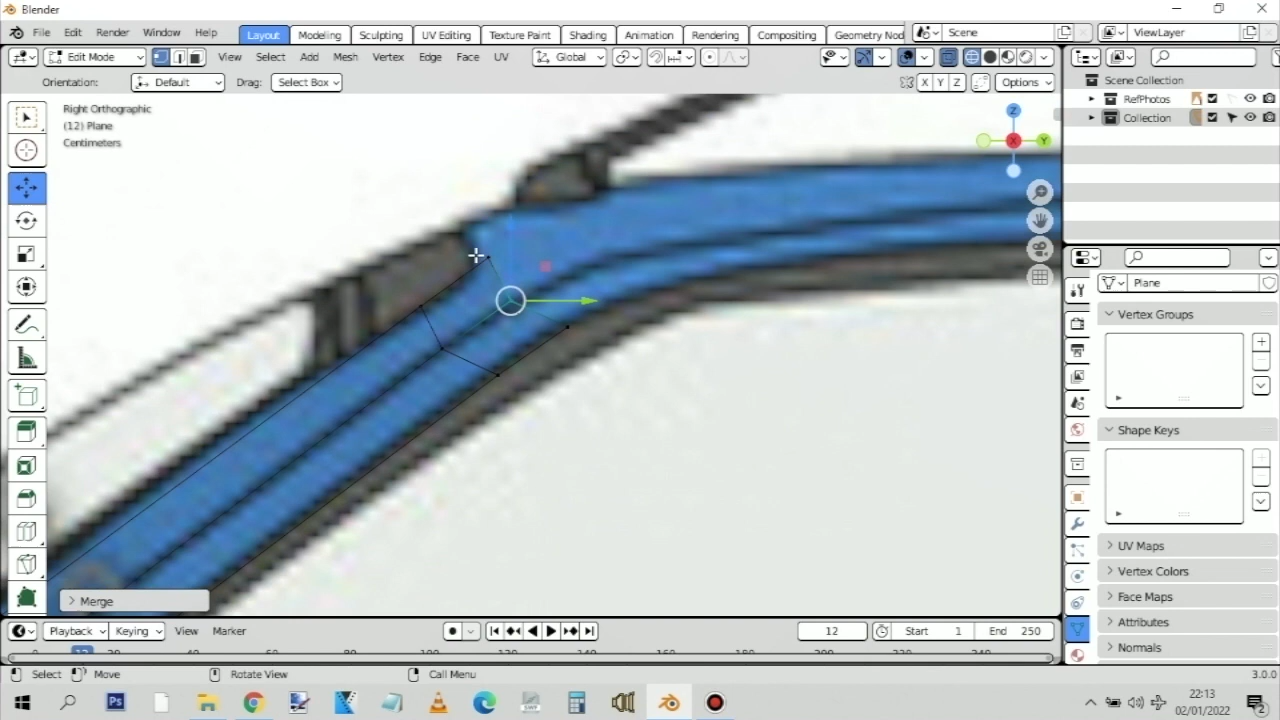 Blender
File Edit Render Window Help
Layout Modeling Sculpting UV Editing Texture Paint Shading Animation Rendering Compositing Geometry Nod
Scene
ViewLayer
Edit Mode View Select Add Mesh Vertex Edge Face UV Global
Orientation: Default Drag: Select Box X Y Z Options
Scene Collection
RefPhotos
Collection
Right Orthographic
(12) Plane
Centimeters
Z
X
Y
Plane
Vertex Groups
Shape Keys
UV Maps
Vertex Colors
Face Maps
Attributes
Normals
Merge
Playback Keying View Marker 12 Start 1 End 250
Select Move Rotate View Call Menu 3.0.0
Ps
22:13
02/01/2022
2